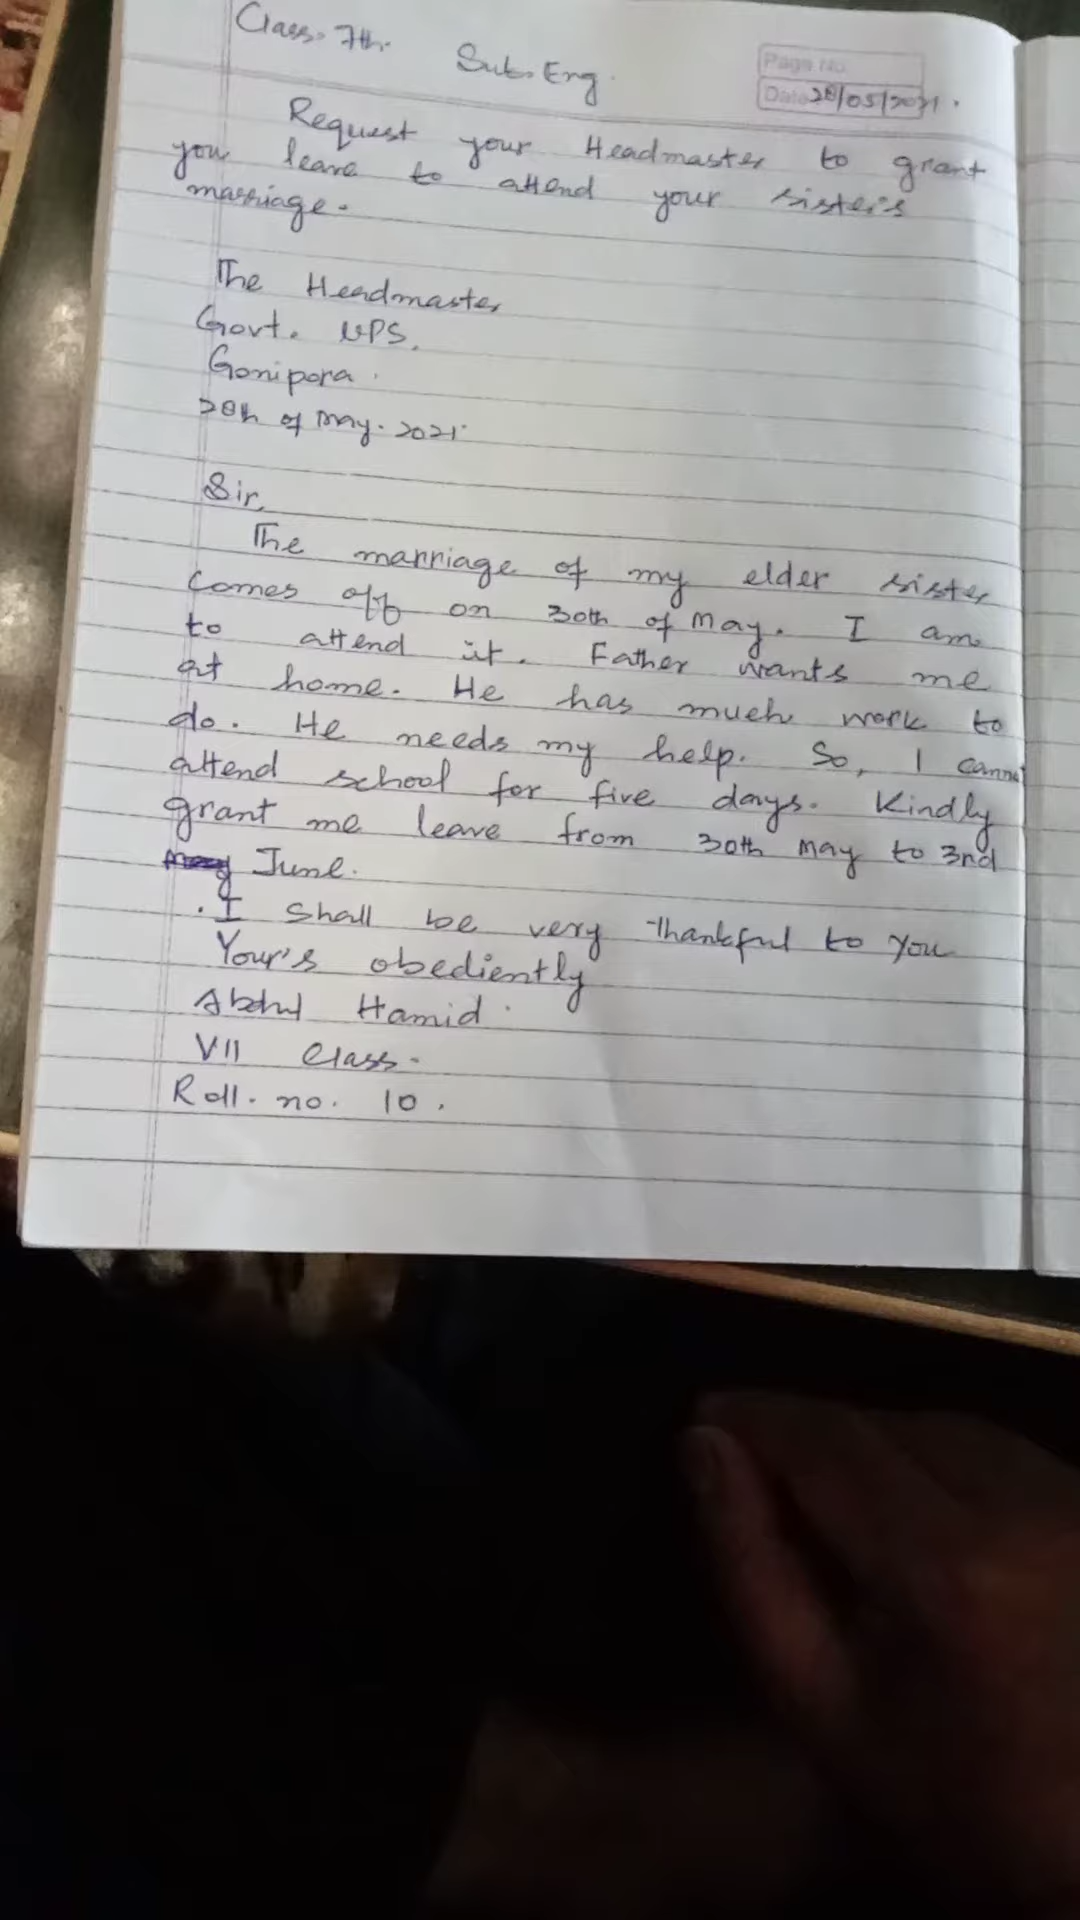 Class. 7th.
Sub. Eng.
Page No.
Date 28/05/2021.
Request your Headmaster to grant
you leave to attend your sister's
marriage.
The Headmaster
Govt. UPS,
Gonipora.
28th of May. 2021.
Sir,
The marriage of my elder sister
comes off on 30th of May. I am
to attend it. Father wants me
at home. He has much work to
do. He needs my help. So, I cannot
attend school for five days. Kindly
grant me leave from 30th May to 3nd
June.
. I shall be very thankful to you
Your's obediently
Abdul Hamid.
VII Class.
Roll. no. 10.